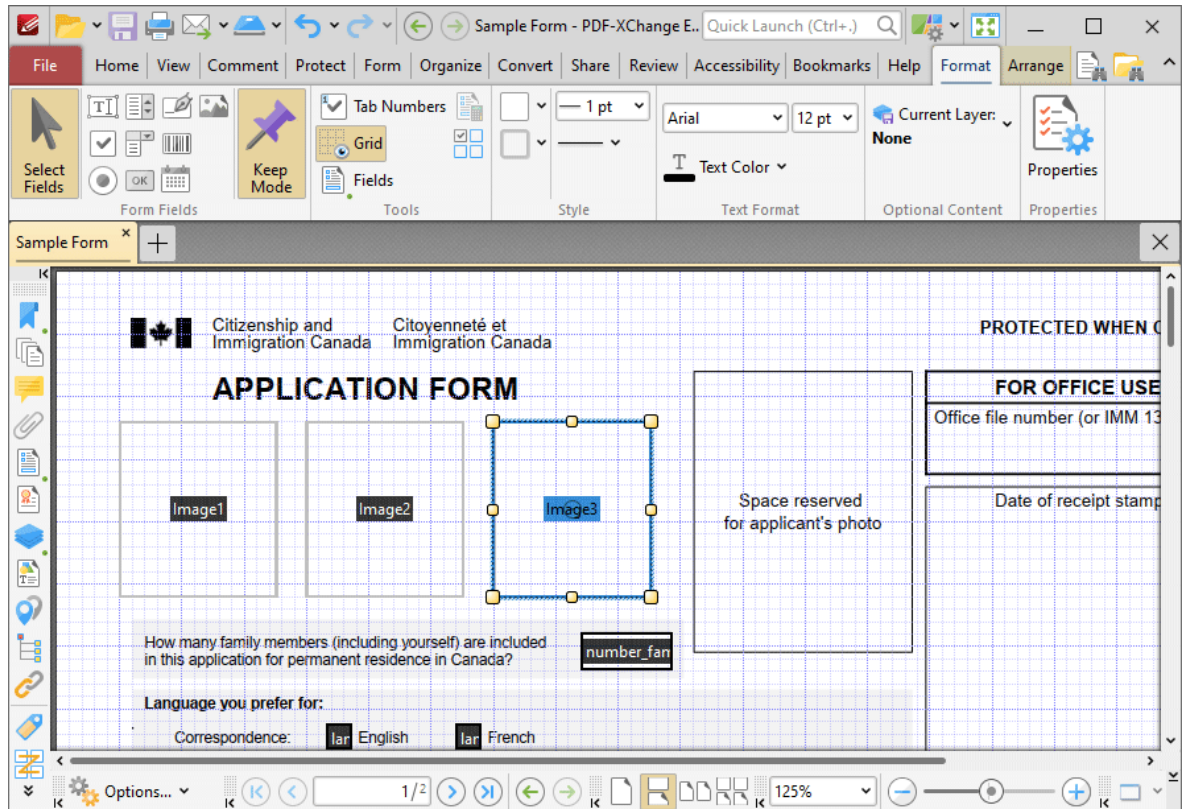 Sample Form - PDF-XChange E..
Quick Launch (Ctrl+.)
File
Home
View
Comment
Protect
Form
Organize
Convert
Share
Review
Accessibility
Bookmarks
Help
Format
Arrange
Select Fields
OK
Keep Mode
Tab Numbers
Grid
Fields
1 pt
Arial
12 pt
Text Color
Current Layer:
None
Properties
Form Fields
Tools
Style
Text Format
Optional Content
Properties
Sample Form
Citizenship and
Immigration Canada
Citoyenneté et
Immigration Canada
PROTECTED WHEN
APPLICATION FORM
FOR OFFICE USE
Office file number (or IMM 13
Image1
Image2
Image3
Space reserved
for applicant's photo
Date of receipt stamp
How many family members (including yourself) are included
in this application for permanent residence in Canada?
number_fan
Language you prefer for:
Correspondence:
lar
English
lar
French
Options...
1/2
125%